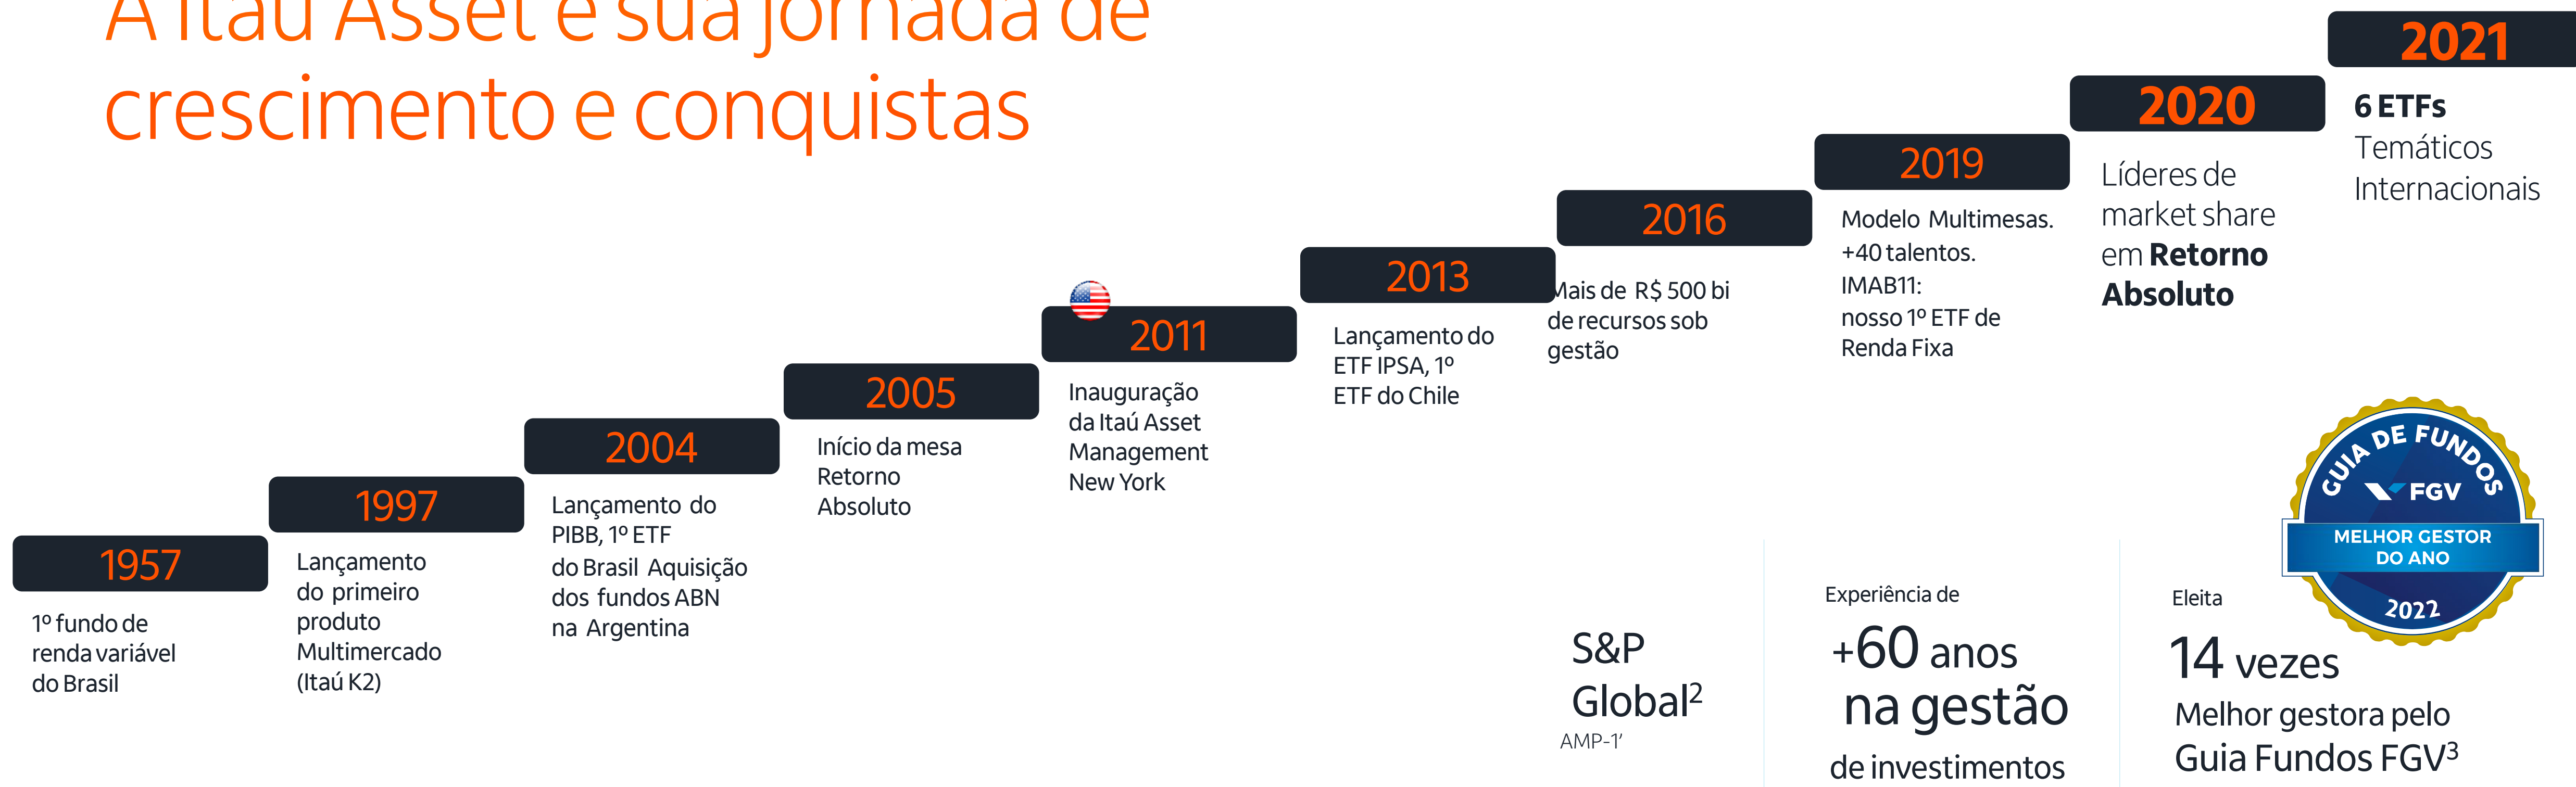 A Itaú Asset e sua jornada de
crescimento e conquistas
1957
1º fundo de
renda variável
do Brasil
1997
Lançamento
do primeiro
produto
Multimercado
(Itaú K2)
2004
Lançamento do
PIBB, 1º ETF
do Brasil Aquisição
dos fundos ABN
na Argentina
2005
Início da mesa
Retorno
Absoluto
2011
Inauguração
da Itaú Asset
Management
New York
2013
Lançamento do
ETF IPSA, 1º
ETF do Chile
2016
Mais de R$ 500 bi
de recursos sob
gestão
2019
Modelo Multimesas.
+40 talentos.
IMAB11:
nosso 1º ETF de
Renda Fixa
2020
Líderes de
market share
em Retorno
Absoluto
2021
6 ETFs
Temáticos
Internacionais
S&P
Global²
AMP-1’
Experiência de
+60 anos
na gestão
de investimentos
Eleita
14 vezes
Melhor gestora pelo
Guia Fundos FGV³
GUIA DE FUNDOS
FGV
MELHOR GESTOR
DO ANO
2022